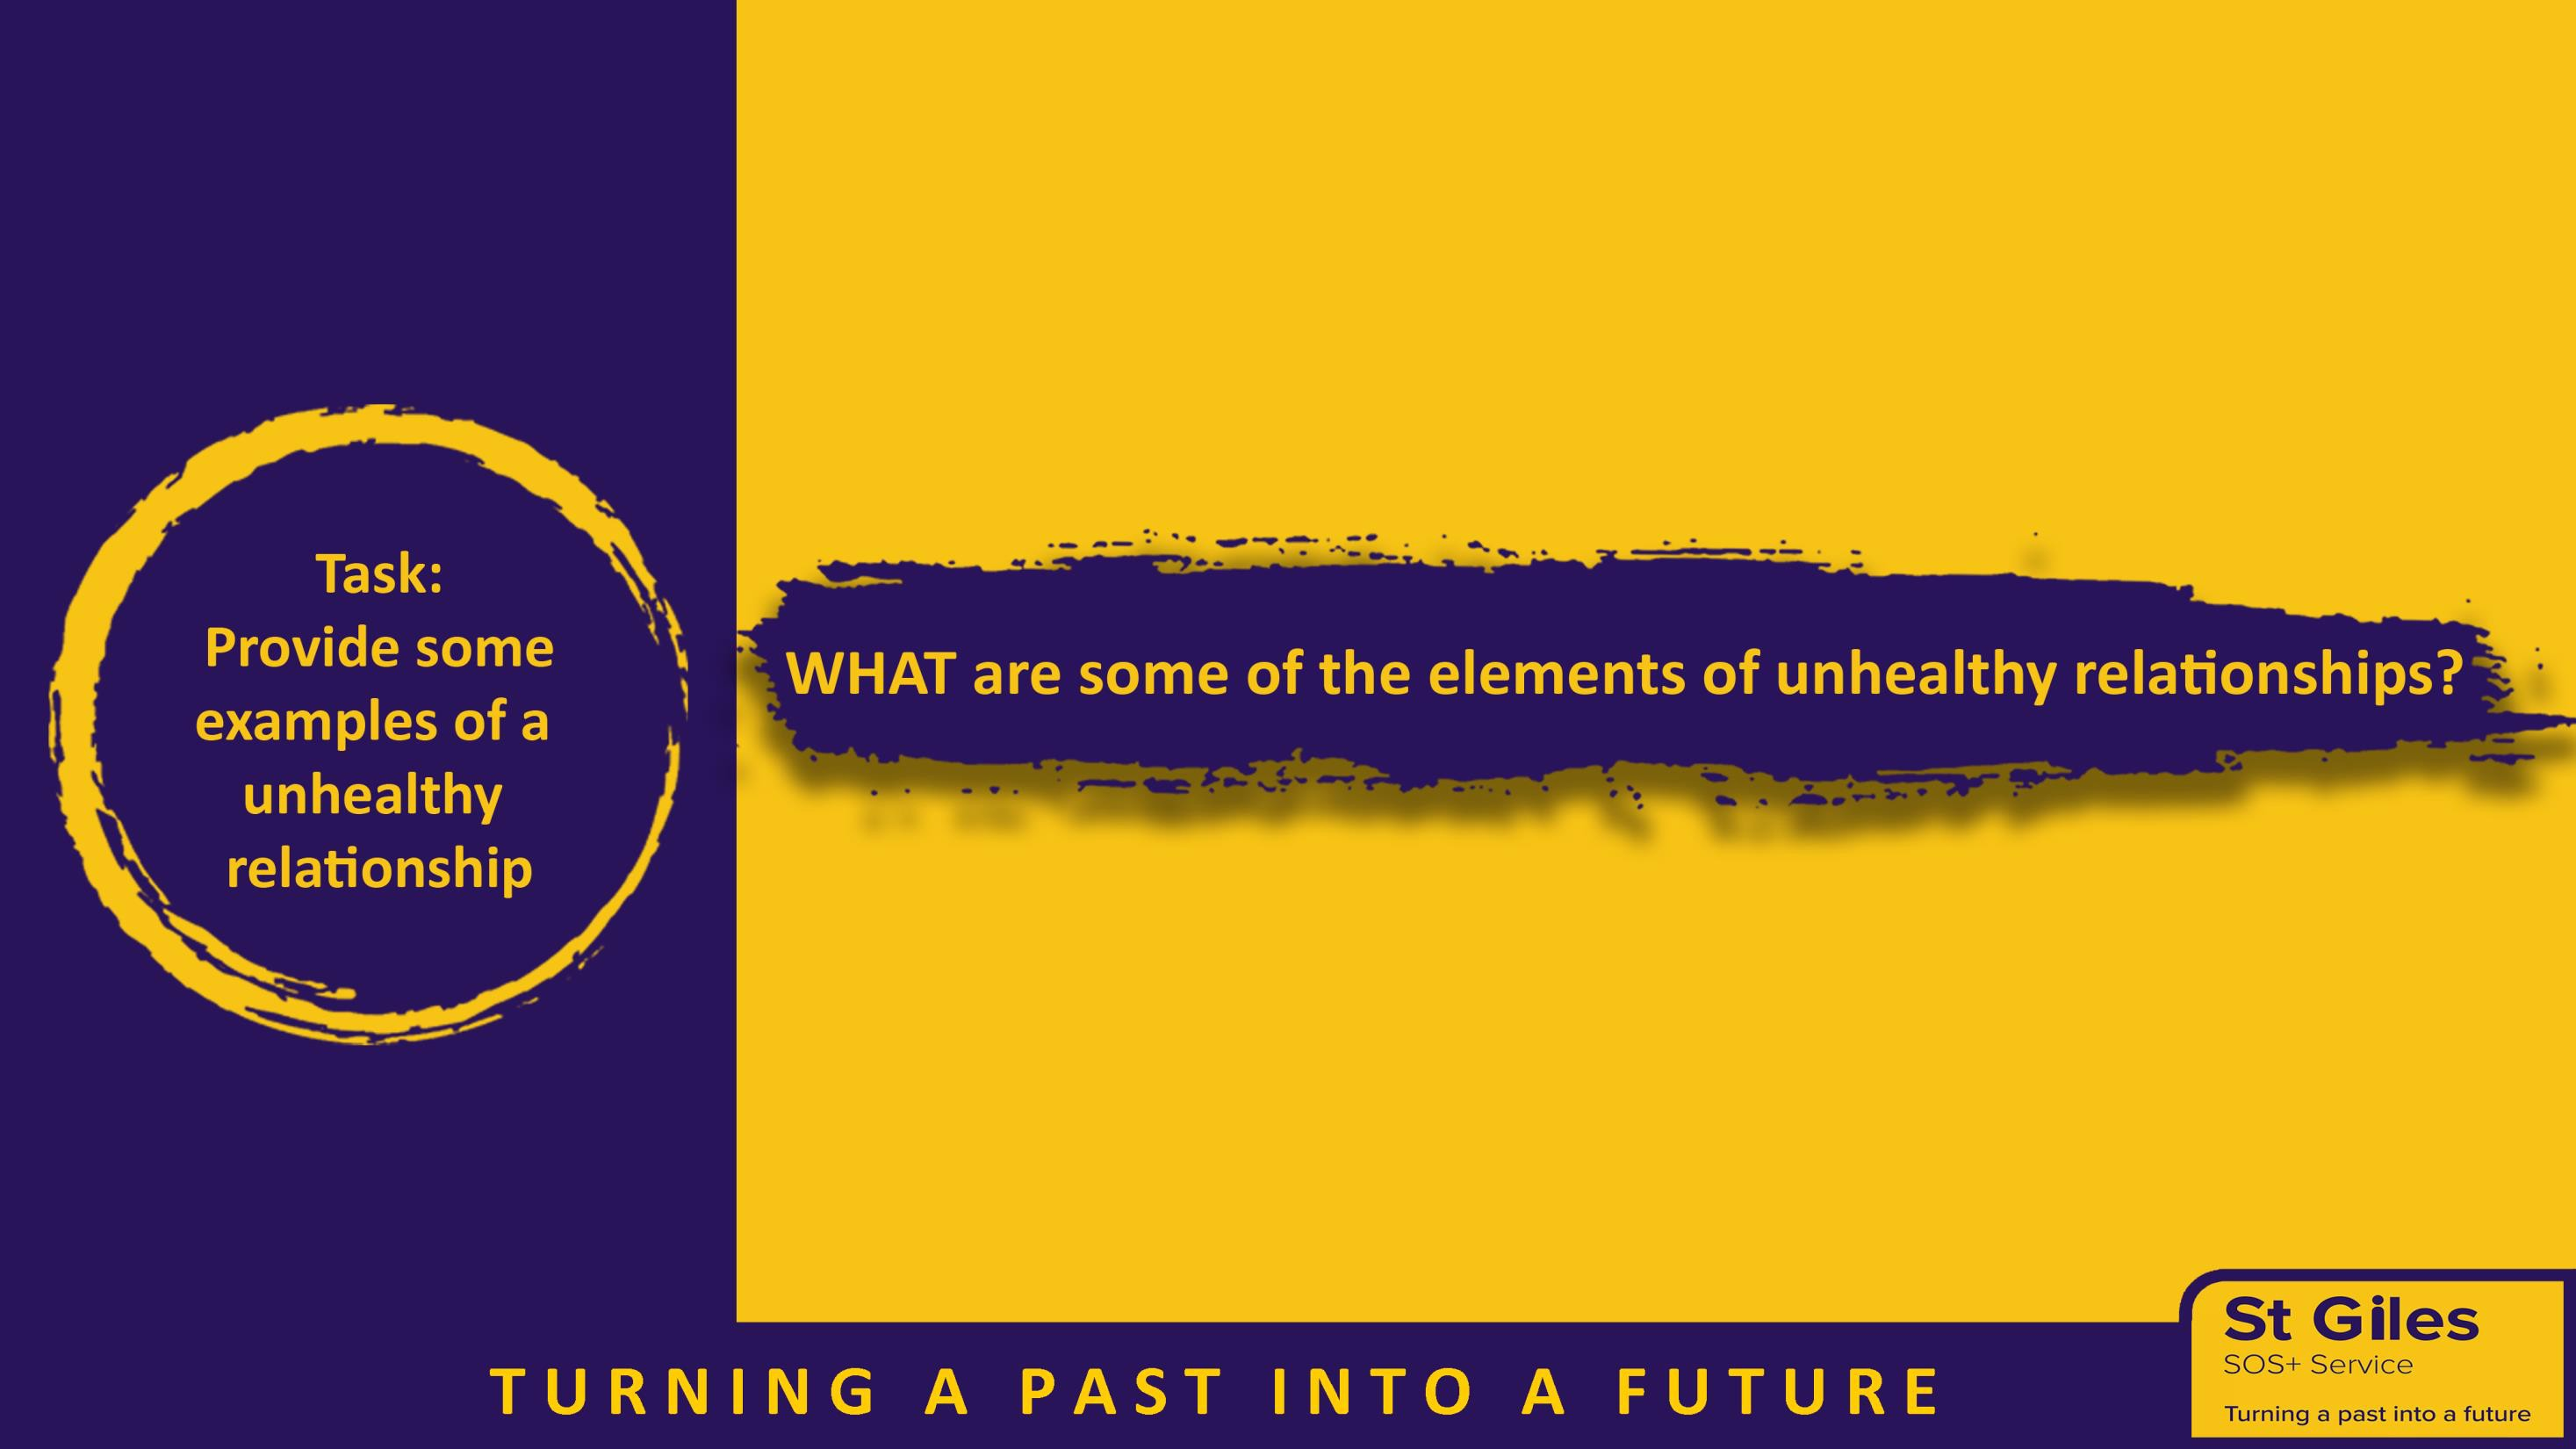 Task:
Provide some
examples of a
unhealthy
relationship
WHAT are some of the elements of unhealthy relationships?
TURNING A PAST INTO A FUTURE
St Giles
SOS+ Service
Turning a past into a future